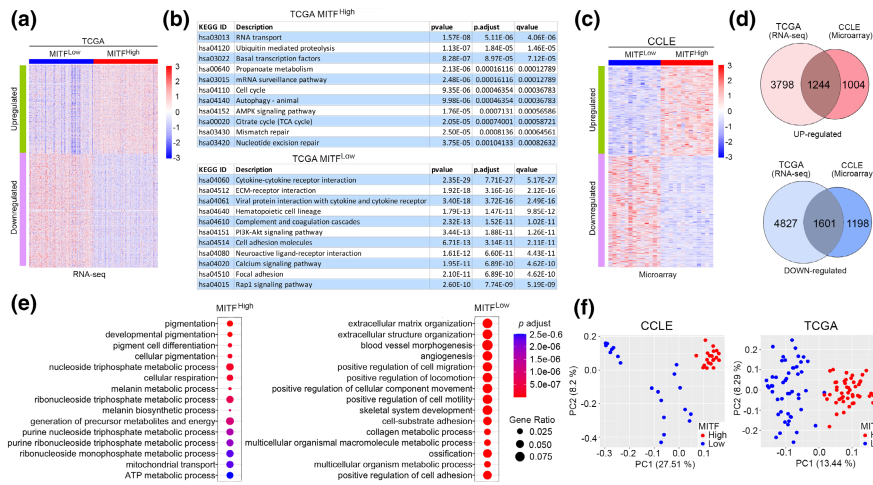 (a)
TCGA
MITFLow
MITFHigh
Upregulated
Downregulated
3
2
1
0
-1
-2
-3
RNA-seq
(b)
TCGA MITFHigh
KEGG ID Description pvalue p.adjust qvalue
hsa03013 RNA transport 1.57E-08 5.11E-06 4.06E-06
hsa04120 Ubiquitin mediated proteolysis 1.13E-07 1.84E-05 1.46E-05
hsa03022 Basal transcription factors 8.28E-07 8.97E-05 7.12E-05
hsa00640 Propanoate metabolism 2.13E-06 0.00016116 0.00012789
hsa03015 mRNA surveillance pathway 2.48E-06 0.00016116 0.00012789
hsa04110 Cell cycle 9.35E-06 0.00046354 0.00036783
hsa04140 Autophagy - animal 9.98E-06 0.00046354 0.00036783
hsa04152 AMPK signaling pathway 1.76E-05 0.0007131 0.00056586
hsa00020 Citrate cycle (TCA cycle) 2.05E-05 0.00074001 0.00058721
hsa03430 Mismatch repair 2.50E-05 0.0008136 0.00064561
hsa03420 Nucleotide excision repair 3.75E-05 0.00104133 0.00082632
TCGA MITFLow
KEGG ID Description pvalue p.adjust qvalue
hsa04060 Cytokine-cytokine receptor interaction 2.35E-29 7.71E-27 5.17E-27
hsa04512 ECM-receptor interaction 1.92E-18 3.16E-16 2.12E-16
hsa04061 Viral protein interaction with cytokine and cytokine receptor 3.40E-18 3.72E-16 2.49E-16
hsa04640 Hematopoietic cell lineage 1.79E-13 1.47E-11 9.85E-12
hsa04610 Complement and coagulation cascades 2.32E-13 1.52E-11 1.02E-11
hsa04151 PI3K-Akt signaling pathway 3.44E-13 1.88E-11 1.26E-11
hsa04514 Cell adhesion molecules 6.71E-13 3.14E-11 2.11E-11
hsa04080 Neuroactive ligand-receptor interaction 1.61E-12 6.60E-11 4.43E-11
hsa04020 Calcium signaling pathway 1.95E-11 6.89E-10 4.62E-10
hsa04510 Focal adhesion 2.10E-11 6.89E-10 4.62E-10
hsa04015 Rap1 signaling pathway 2.60E-10 7.74E-09 5.19E-09
(c)
CCLE
MITFLow
MITFHigh
Upregulated
Downregulated
3
2
1
0
-1
-2
-3
Microarray
(d)
TCGA
(RNA-seq)
CCLE
(Microarray)
3798 1244 1004
UP-regulated
TCGA
(RNA-seq)
CCLE
(Microarray
4827 1601 1198
DOWN-regulated
(e)
MITFHigh
pigmentation
developmental pigmentation
pigment cell differentiation
cellular pigmentation
nucleoside triphosphate metabolic process
cellular respiration
melanin metabolic process
ribonucleoside triphosphate metabolic process
melanin biosynthetic process
generation of precursor metabolites and energy
purine nucleoside triphosphate metabolic process
purine ribonucleoside triphosphate metabolic process
ribonucleoside monophosphate metabolic process
mitochondrial transport
ATP metabolic process
MITFLow
extracellular matrix organization
extracellular structure organization
blood vessel morphogenesis
angiogenesis
positive regulation of cell migration
positive regulation of locomotion
positive regulation of cellular component movement
positive regulation of cell motility
skeletal system development
cell-substrate adhesion
collagen metabolic process
multicellular organismal macromolecule metabolic process
ossification
multicellular organism metabolic process
positive regulation of cell adhesion
p adjust
2.5e-6
2.0e-06
1.5e-06
1.0e-06
5.0e-07
Gene Ratio
0.025
0.050
0.075
(f)
CCLE
PC2 (8.2 %)
0.2
0.0
-0.2
-0.4
-0.3 -0.2 -0.1 0.0 0.1
PC1 (27.51 %)
MITF
High
Low
TCGA
PC2 (8.29 %)
0.2
0.1
0.0
-0.1
-0.2
-0.1 0.0 0.1
PC1 (13.44 %)
MIT
Hi
L